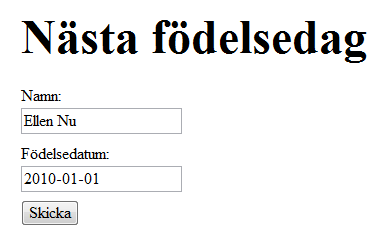 Nästa födelsedag
Namn:
Ellen Nu
Födelsedatum:
2010-01-01
Skicka